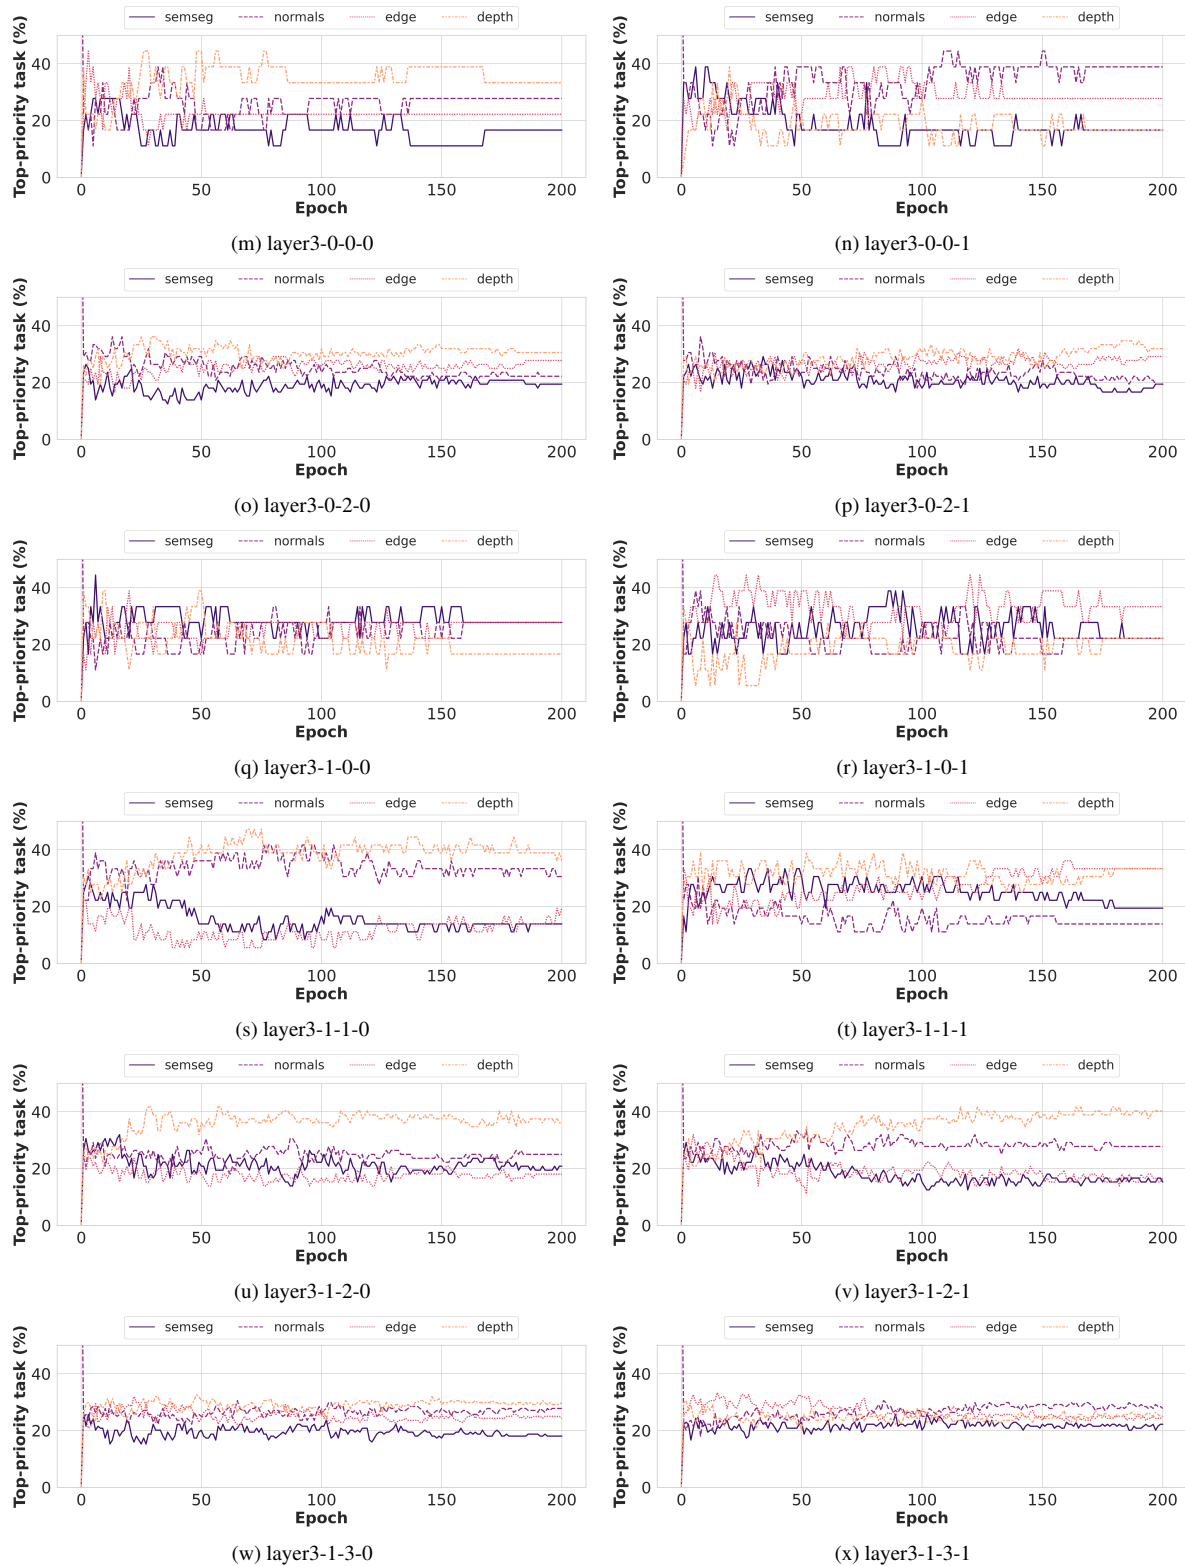 semseg normals edge depth
semseg normals edge depth
Top-priority task (%)
40
20
0
0 50 100 150 200
Epoch
Top-priority task (%)
40
20
0
0 50 100 150 200
Epoch
(m) layer3-0-0-0
(n) layer3-0-0-1
semseg normals edge depth
semseg normals edge depth
Top-priority task (%)
40
20
0
0 50 100 150 200
Epoch
Top-priority task (%)
40
20
0
0 50 100 150 200
Epoch
(o) layer3-0-2-0
(p) layer3-0-2-1
semseg normals edge depth
semseg normals edge depth
Top-priority task (%)
40
20
0
0 50 100 150 200
Epoch
Top-priority task (%)
40
20
0
0 50 100 150 200
Epoch
(q) layer3-1-0-0
(r) layer3-1-0-1
semseg normals edge depth
semseg normals edge depth
Top-priority task (%)
40
20
0
0 50 100 150 200
Epoch
Top-priority task (%)
40
20
0
0 50 100 150 200
Epoch
(s) layer3-1-1-0
(t) layer3-1-1-1
semseg normals edge depth
semseg normals edge depth
Top-priority task (%)
40
20
0
0 50 100 150 200
Epoch
Top-priority task (%)
40
20
0
0 50 100 150 200
Epoch
(u) layer3-1-2-0
(v) layer3-1-2-1
semseg normals edge depth
semseg normals edge depth
Top-priority task (%)
40
20
0
0 50 100 150 200
Epoch
Top-priority task (%)
40
20
0
0 50 100 150 200
Epoch
(w) layer3-1-3-0
(x) layer3-1-3-1